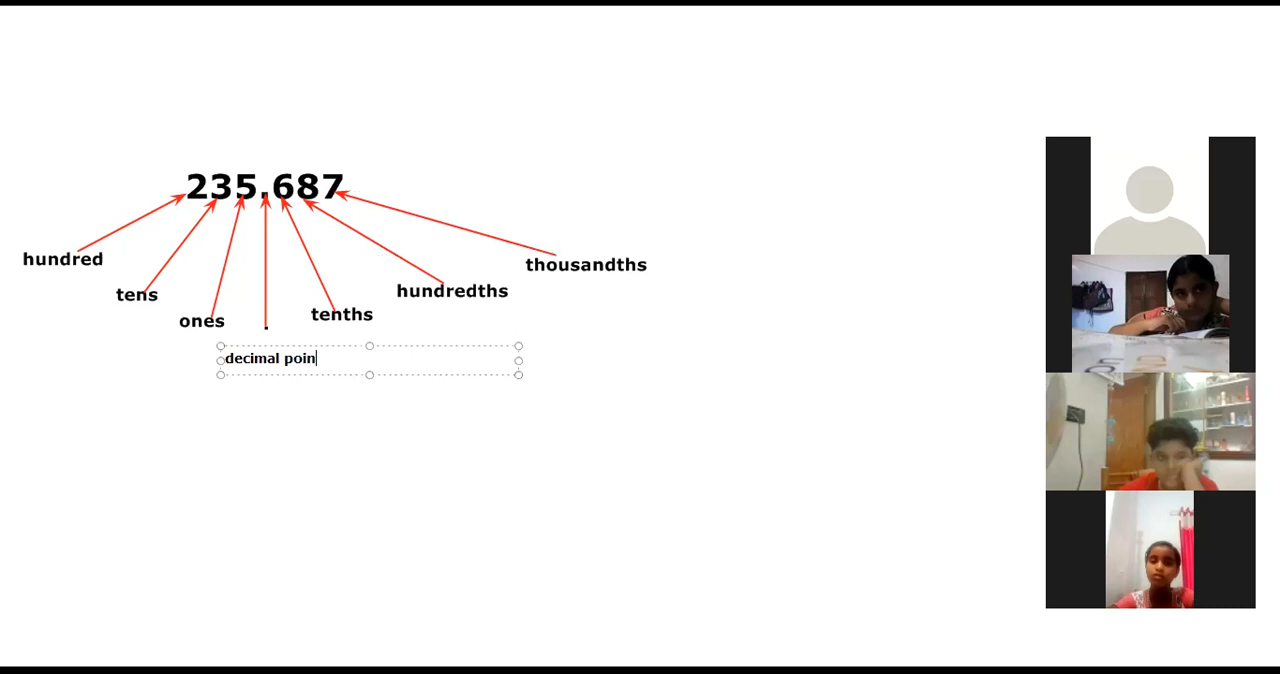 235.687
hundred
tens
ones
.
tenths
hundredths
thousandths
decimal poin